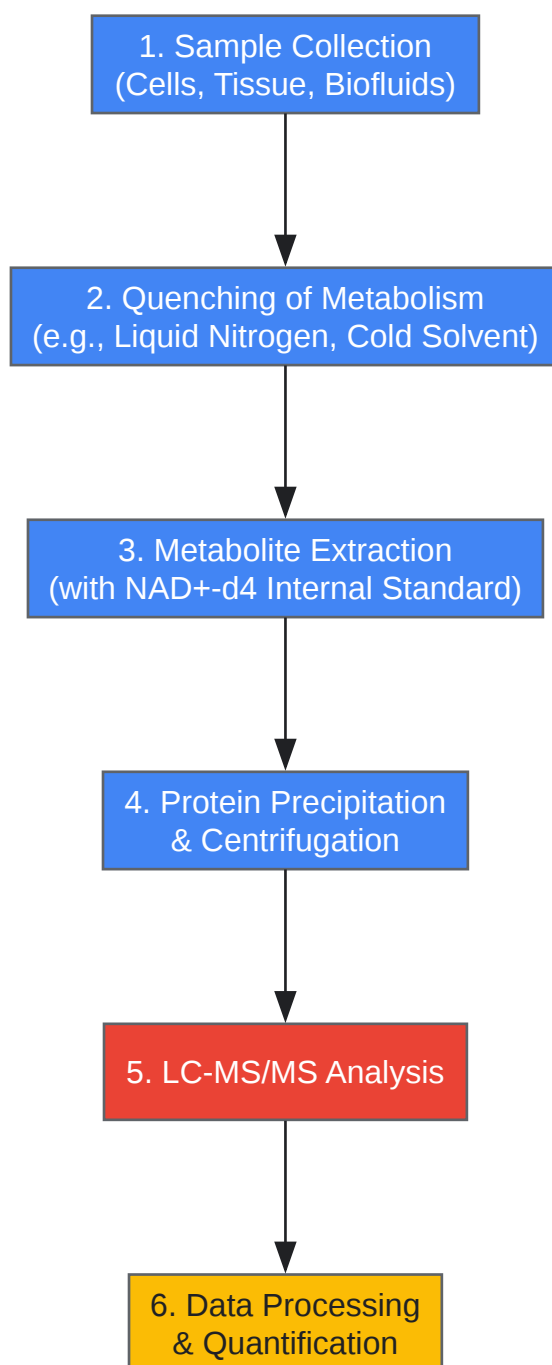 1. Sample Collection
(Cells, Tissue, Biofluids)
2. Quenching of Metabolism
(e.g., Liquid Nitrogen, Cold Solvent)
3. Metabolite Extraction
(with NAD+-d4 Internal Standard)
4. Protein Precipitation
& Centrifugation
5. LC-MS/MS Analysis
6. Data Processing
& Quantification